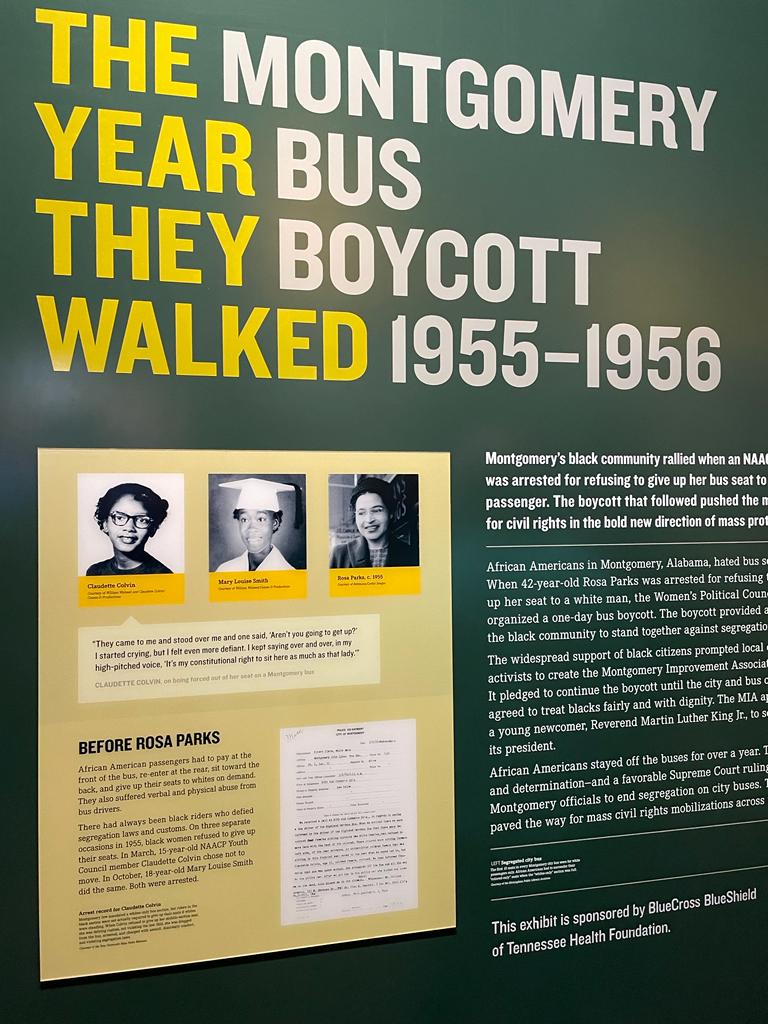 THE MONTGOMERY
YEAR BUS
THEY BOYCOTT
WALKED 1955–1956
Claudette Colvin
Mary Louise Smith
Rosa Parks, c. 1955
"They came to me and stood over me and one said, 'Aren't you going to get up?'
I started crying, but I felt even more defiant. I kept saying over and over, in my
high-pitched voice, 'It's my constitutional right to sit here as much as that lady.'"
CLAUDETTE COLVIN, on being forced out of her seat on a Montgomery bus
BEFORE ROSA PARKS
African American passengers had to pay at the
front of the bus, re-enter at the rear, sit toward the
back, and give up their seats to whites on demand.
They also suffered verbal and physical abuse from
bus drivers.
There had always been black riders who defied
segregation laws and customs. On three separate
occasions in 1955, black women refused to give up
their seats. In March, 15-year-old NAACP Youth
Council member Claudette Colvin chose not to
move. In October, 18-year-old Mary Louise Smith
did the same. Both were arrested.
Arrest record for Claudette Colvin
POLICE DEPARTMENT
CITY OF MONTGOMERY
Montgomery's black community rallied when an NAAC
was arrested for refusing to give up her bus seat to
passenger. The boycott that followed pushed the m
for civil rights in the bold new direction of mass prot
African Americans in Montgomery, Alabama, hated bus se
When 42-year-old Rosa Parks was arrested for refusing t
up her seat to a white man, the Women's Political Counc
organized a one-day bus boycott. The boycott provided a
the black community to stand together against segregatio
The widespread support of black citizens prompted local
activists to create the Montgomery Improvement Associat
It pledged to continue the boycott until the city and bus c
agreed to treat blacks fairly and with dignity. The MIA ap
a young newcomer, Reverend Martin Luther King Jr., to se
its president.
African Americans stayed off the buses for over a year. T
and determination—and a favorable Supreme Court ruling
Montgomery officials to end segregation on city buses. T
paved the way for mass civil rights mobilizations across
LEFT Segregated city bus
This exhibit is sponsored by BlueCross BlueShield
of Tennessee Health Foundation.